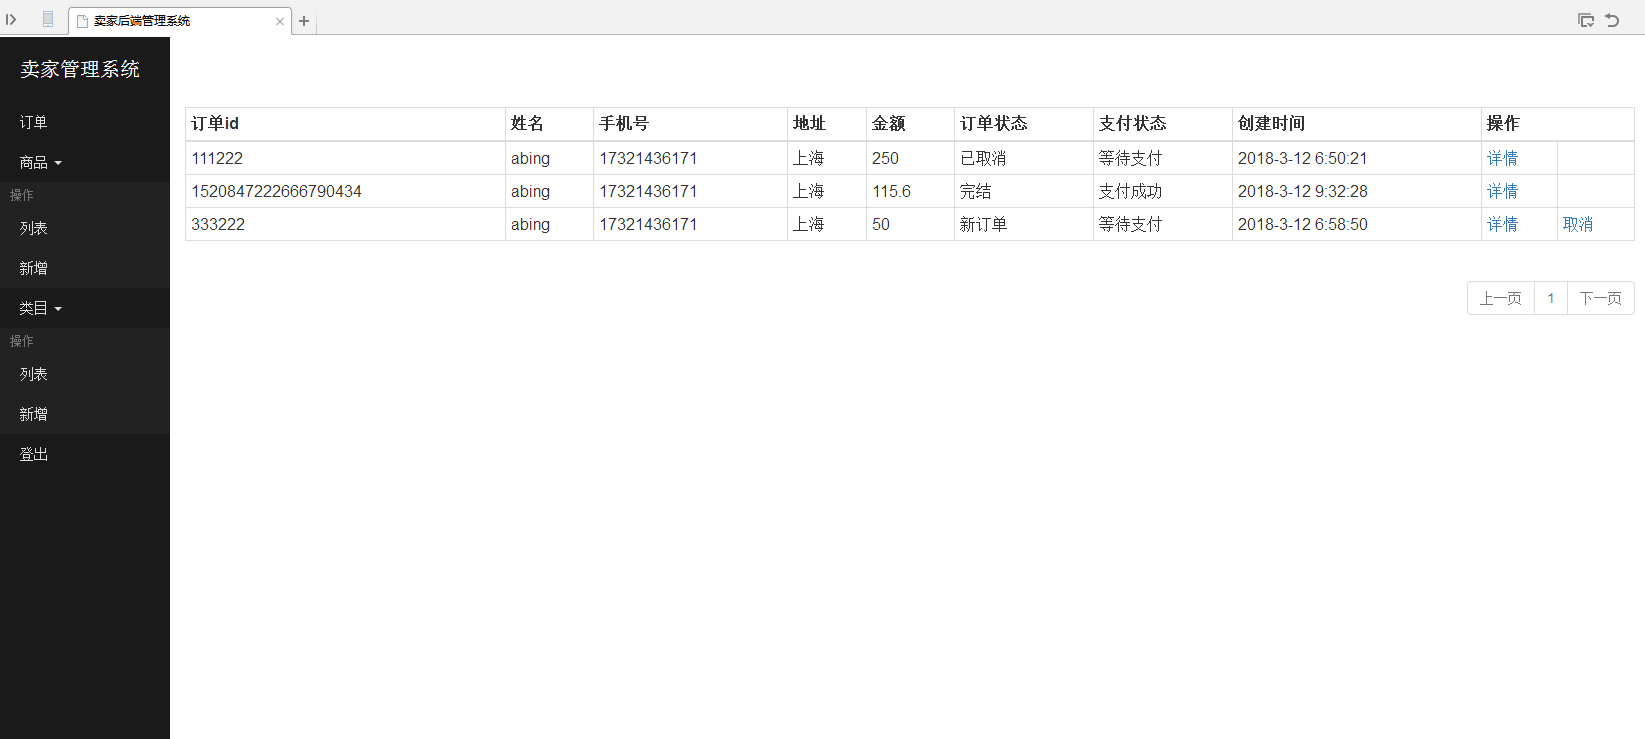 卖家后端管理系统
卖家管理系统
订单
商品
操作
列表
新增
类目
操作
列表
新增
登出
订单id 姓名 手机号 地址 金额 订单状态 支付状态 创建时间 操作
111222 abing 17321436171 上海 250 已取消 等待支付 2018-3-12 6:50:21 详情
1520847222666790434 abing 17321436171 上海 115.6 完结 支付成功 2018-3-12 9:32:28 详情
333222 abing 17321436171 上海 50 新订单 等待支付 2018-3-12 6:58:50 详情 取消
上一页 1 下一页